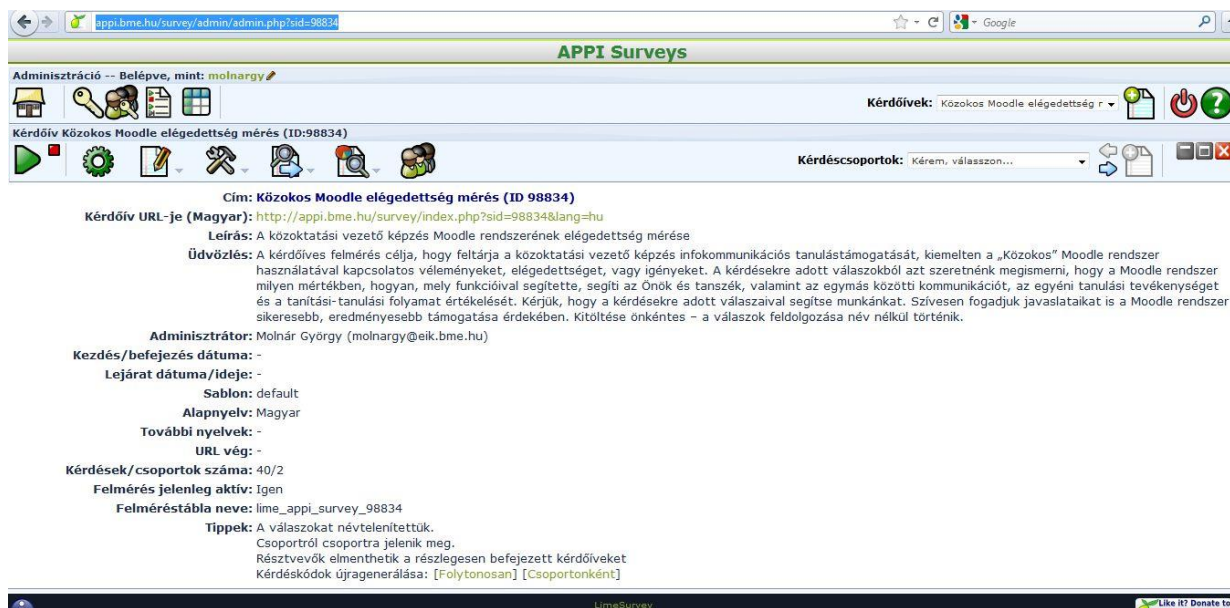 appi.bme.hu/survey/admin/admin.php?sid=98834
Google
APPI Surveys
Adminisztráció -- Belépve, mint: molnargy
Kérdőívek: Közokos Moodle elégedettség r
Kérdőív Közokos Moodle elégedettség mérés (ID:98834)
Kérdéscsoportok: Kérem, válasszon...
Cím: Közokos Moodle elégedettség mérés (ID 98834)
Kérdőív URL-je (Magyar): http://appi.bme.hu/survey/index.php?sid=98834&lang=hu
Leírás: A közoktatási vezető képzés Moodle rendszerének elégedettség mérése
Üdvözlés: A kérdőíves felmérés célja, hogy feltárja a közoktatási vezető képzés infokommunikációs tanulástámogatását, kiemelten a „Közokos” Moodle rendszer
használatával kapcsolatos véleményeket, elégedettséget, vagy igényeket. A kérdésekre adott válaszokból azt szeretnénk megismerni, hogy a Moodle rendszer
milyen mértékben, hogyan, mely funkcióival segítette, segíti az Önök és tanszék, valamint az egymás közötti kommunikációt, az egyéni tanulási tevékenységet
és a tanítási-tanulási folyamat értékelését. Kérjük, hogy a kérdésekre adott válaszaival segítse munkánkat. Szívesen fogadjuk javaslataikat is a Moodle rendszer
sikeresebb, eredményesebb támogatása érdekében. Kitöltése önkéntes – a válaszok feldolgozása név nélkül történik.
Adminisztrátor: Molnár György (molnargy@eik.bme.hu)
Kezdés/befejezés dátuma: -
Lejárat dátuma/ideje: -
Sablon: default
Alapnyelv: Magyar
További nyelvek: -
URL vég: -
Kérdések/csoportok száma: 40/2
Felmérés jelenleg aktív: Igen
Felméréstábla neve: lime_appi_survey_98834
Tippek: A válaszokat névtelenítettük.
Csoportról csoportra jelenik meg.
Résztvevők elmenthetik a részlegesen befejezett kérdőíveket
Kérdéskódok újragenerálása: [Folytonosan] [Csoportonként]
LimeSurvey
Like it? Donate to